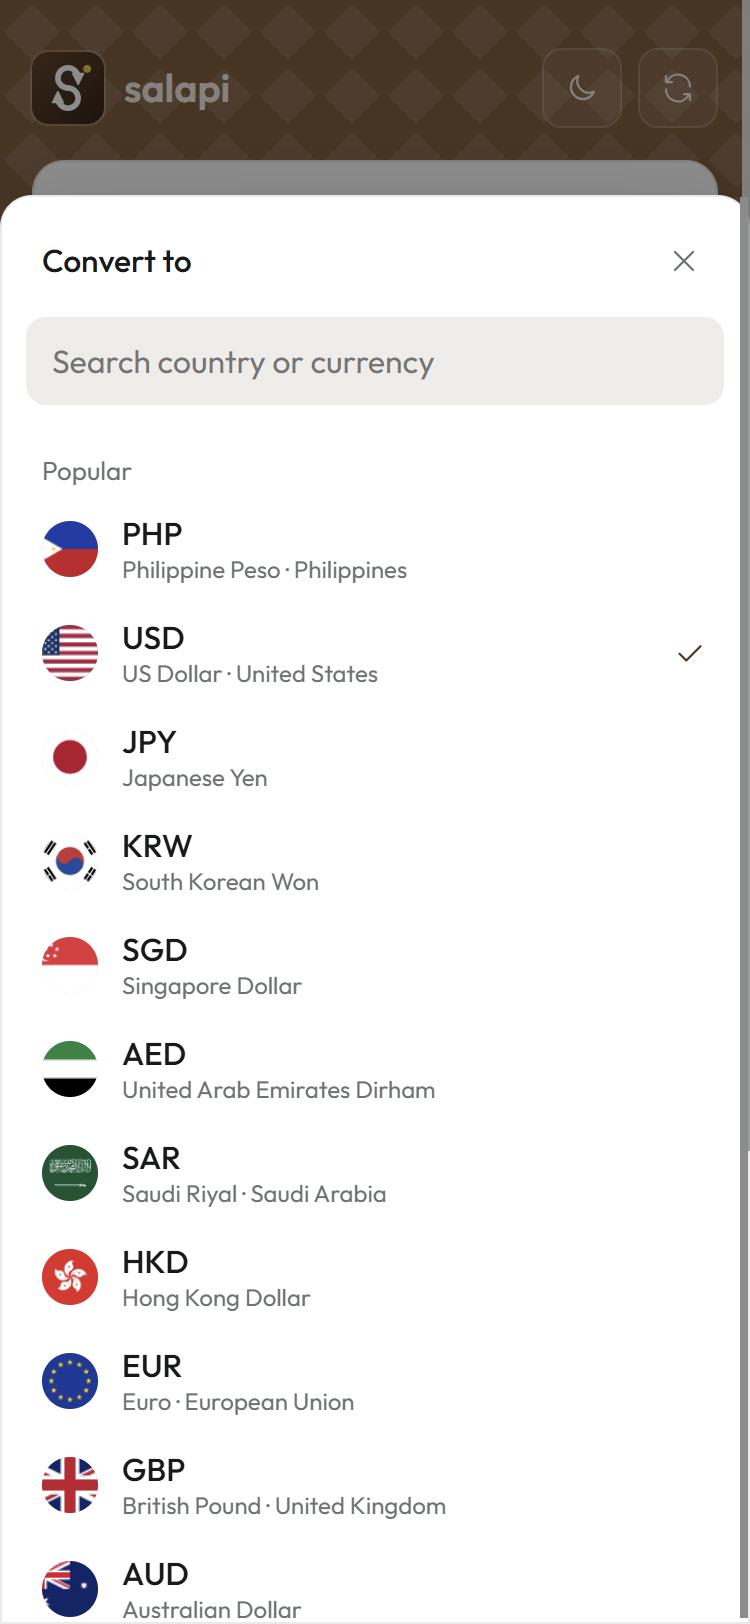 salapi
Convert to
Search country or currency
Popular
PHP
Philippine Peso · Philippines
USD
US Dollar · United States
JPY
Japanese Yen
KRW
South Korean Won
SGD
Singapore Dollar
AED
United Arab Emirates Dirham
SAR
Saudi Riyal · Saudi Arabia
HKD
Hong Kong Dollar
EUR
Euro · European Union
GBP
British Pound · United Kingdom
AUD
Australian Dollar